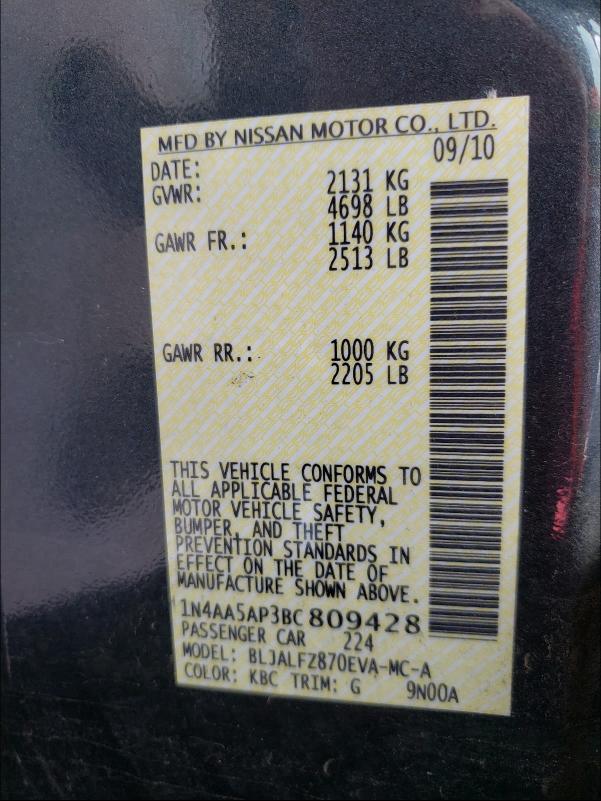 MFD BY NISSAN MOTOR CO., LTD.
DATE: 09/10
GVWR: 2131 KG
4698 LB
GAWR FR.: 1140 KG
2513 LB
GAWR RR.: 1000 KG
2205 LB
THIS VEHICLE CONFORMS TO
ALL APPLICABLE FEDERAL
MOTOR VEHICLE SAFETY,
BUMPER, AND THEFT
PREVENTION STANDARDS IN
EFFECT ON THE DATE OF
MANUFACTURE SHOWN ABOVE.
1N4AA5AP3BC 809428
PASSENGER CAR 224
MODEL: BLJALFZ870EVA-MC-A
COLOR: KBC TRIM: G 9N00A